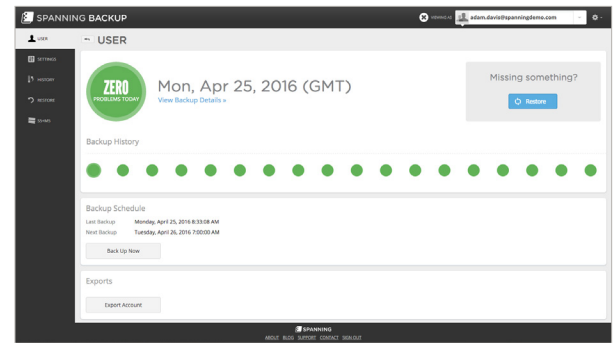 SPANNING BACKUP
VIEWING AS
adam.davis@spanningdemo.com
USER
SETTINGS
HISTORY
RESTORE
USER
ZERO
PROBLEMS TODAY
Mon, Apr 25, 2016 (GMT)
View Backup Details »
Missing something?
Restore
Backup History
Backup Schedule
Last Backup Monday, April 25, 2016 8:33:08 AM
Next Backup Tuesday, April 26, 2016 7:00:00 AM
Back Up Now
Exports
Export Account
SPANNING
ABOUT BLOG SUPPORT CONTACT SIGN OUT